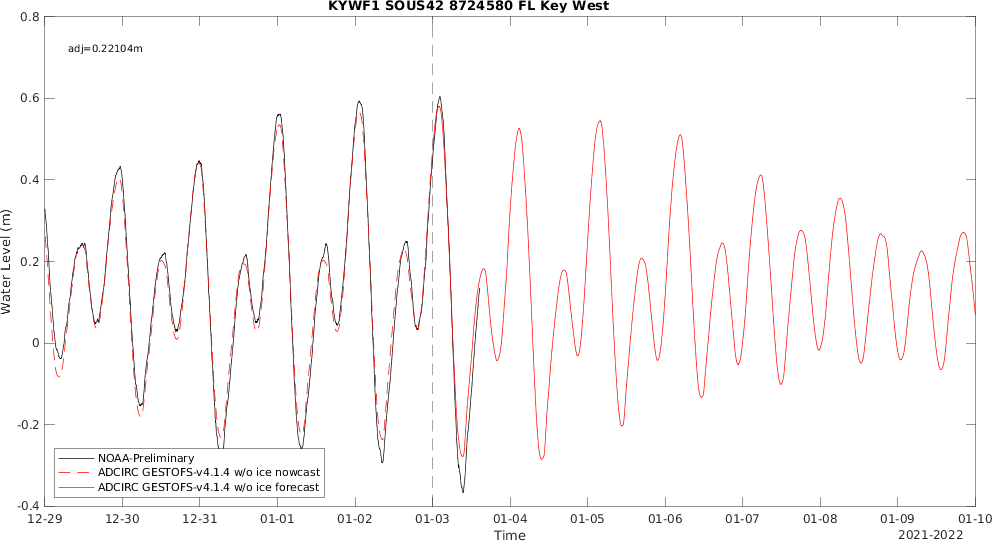 KYWF1 SOUS42 8724580 FL Key West
adj=0.22104m
0.8
0.6
0.4
0.2
0
-0.2
-0.4
Water Level (m)
NOAA-Preliminary
ADCIRC GESTOFS-v4.1.4 w/o ice nowcast
ADCIRC GESTOFS-v4.1.4 w/o ice forecast
12-29 12-30 12-31 01-01 01-02 01-03 01-04 01-05 01-06 01-07 01-08 01-09 01-10
Time
2021-2022